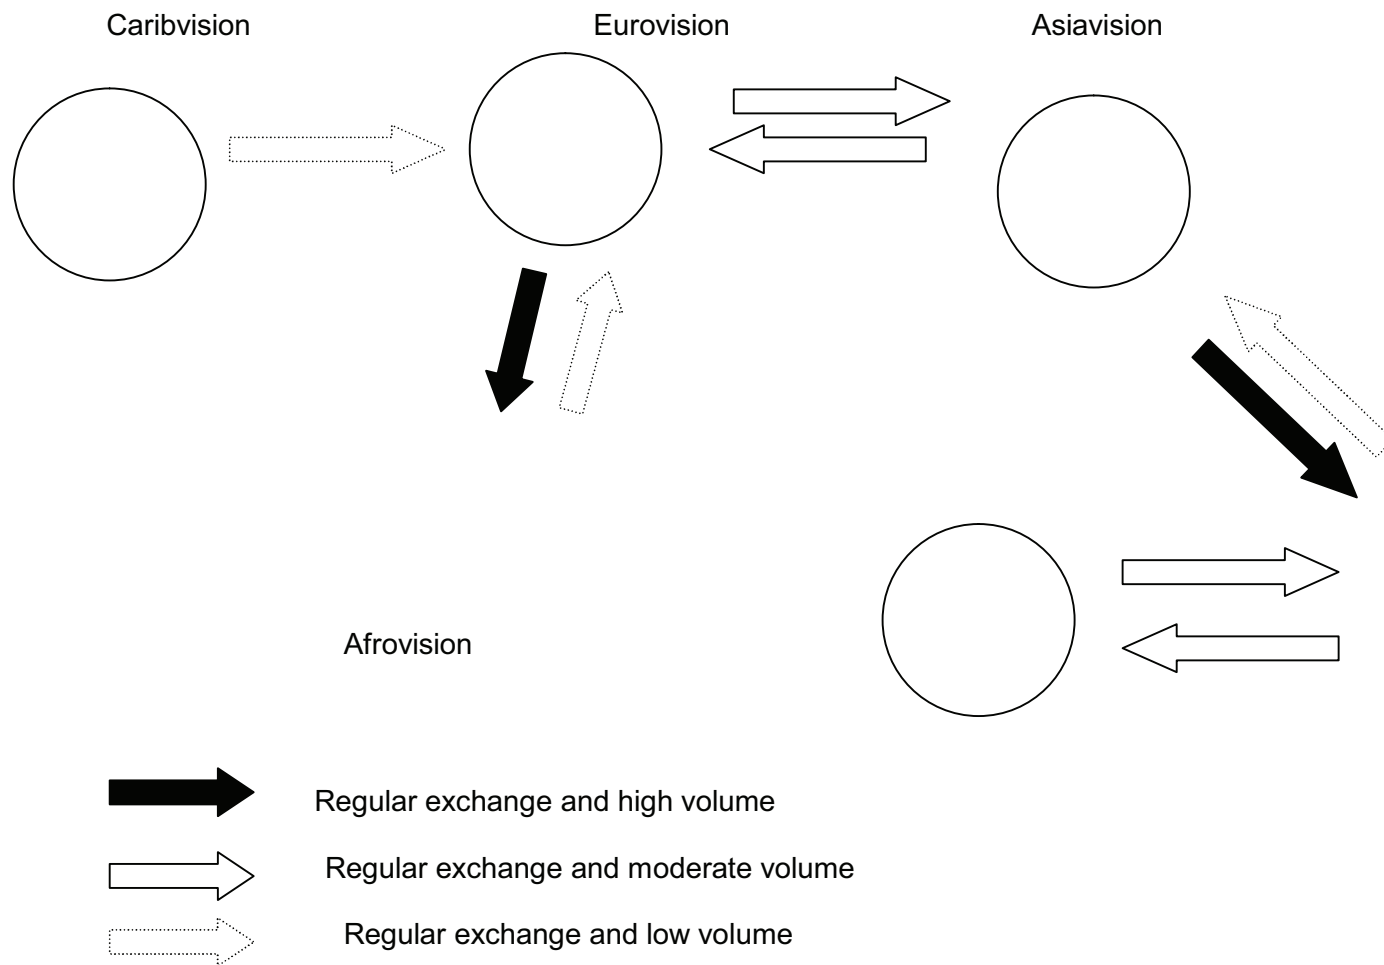 Caribvision
Eurovision
Asiavision
Afrovision
Regular exchange and high volume
Regular exchange and moderate volume
Regular exchange and low volume